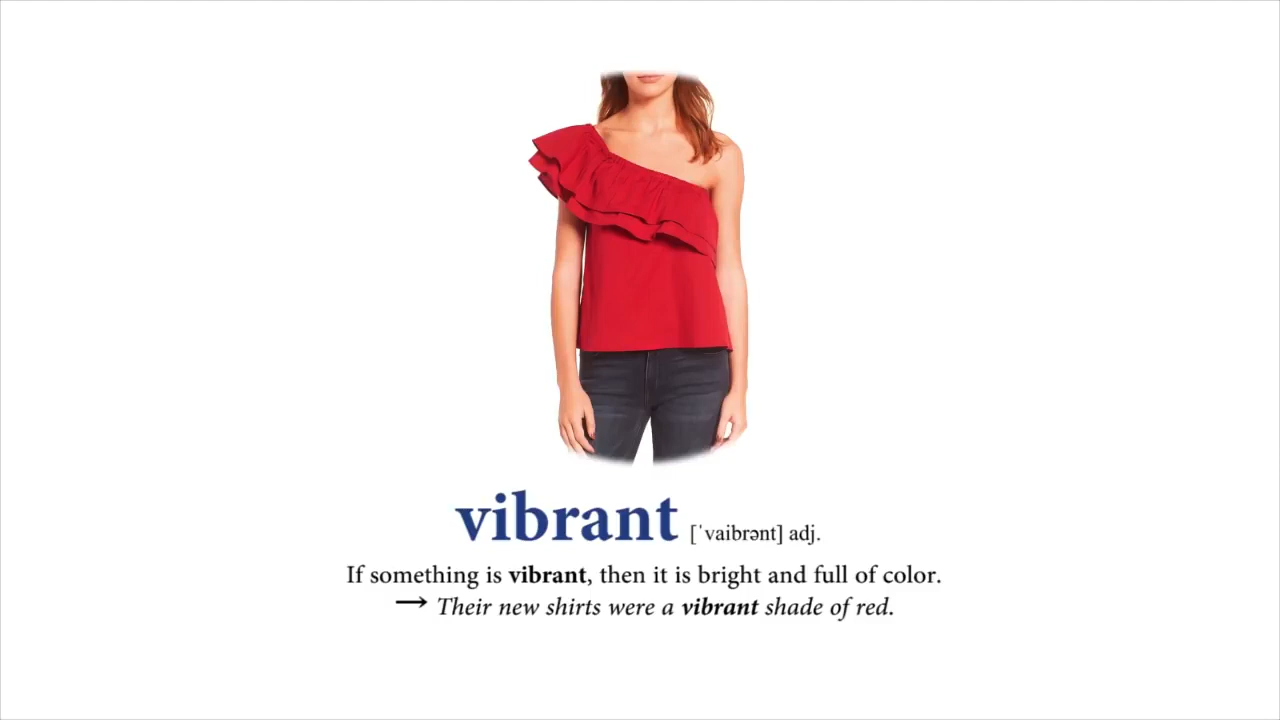 vibrant [ˈvaibrənt] adj.
If something is vibrant, then it is bright and full of color.
→ Their new shirts were a vibrant shade of red.